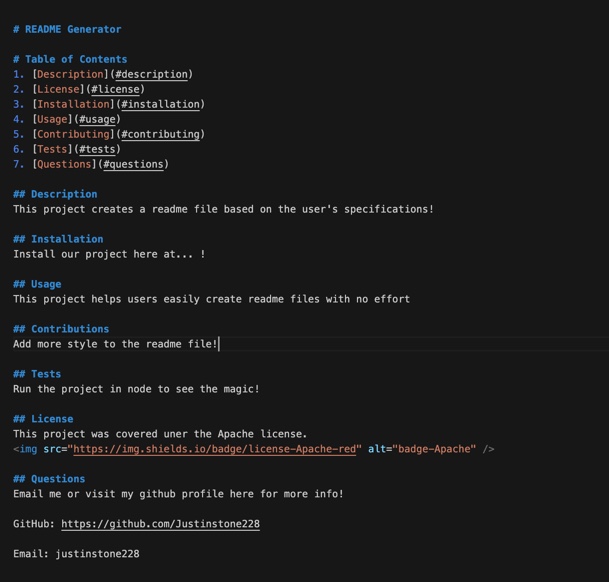 # README Generator
# Table of Contents
1. [Description](#description)
2. [License](#license)
3. [Installation](#installation)
4. [Usage](#usage)
5. [Contributing](#contributing)
6. [Tests](#tests)
7. [Questions](#questions)
## Description
This project creates a readme file based on the user's specifications!
## Installation
Install our project here at... !
## Usage
This project helps users easily create readme files with no effort
## Contributions
Add more style to the readme file!
## Tests
Run the project in node to see the magic!
## License
This project was covered uner the Apache license.
<img src="https://img.shields.io/badge/license-Apache-red" alt="badge-Apache" />
## Questions
Email me or visit my github profile here for more info!
GitHub: https://github.com/Justinstone228
Email: justinstone228